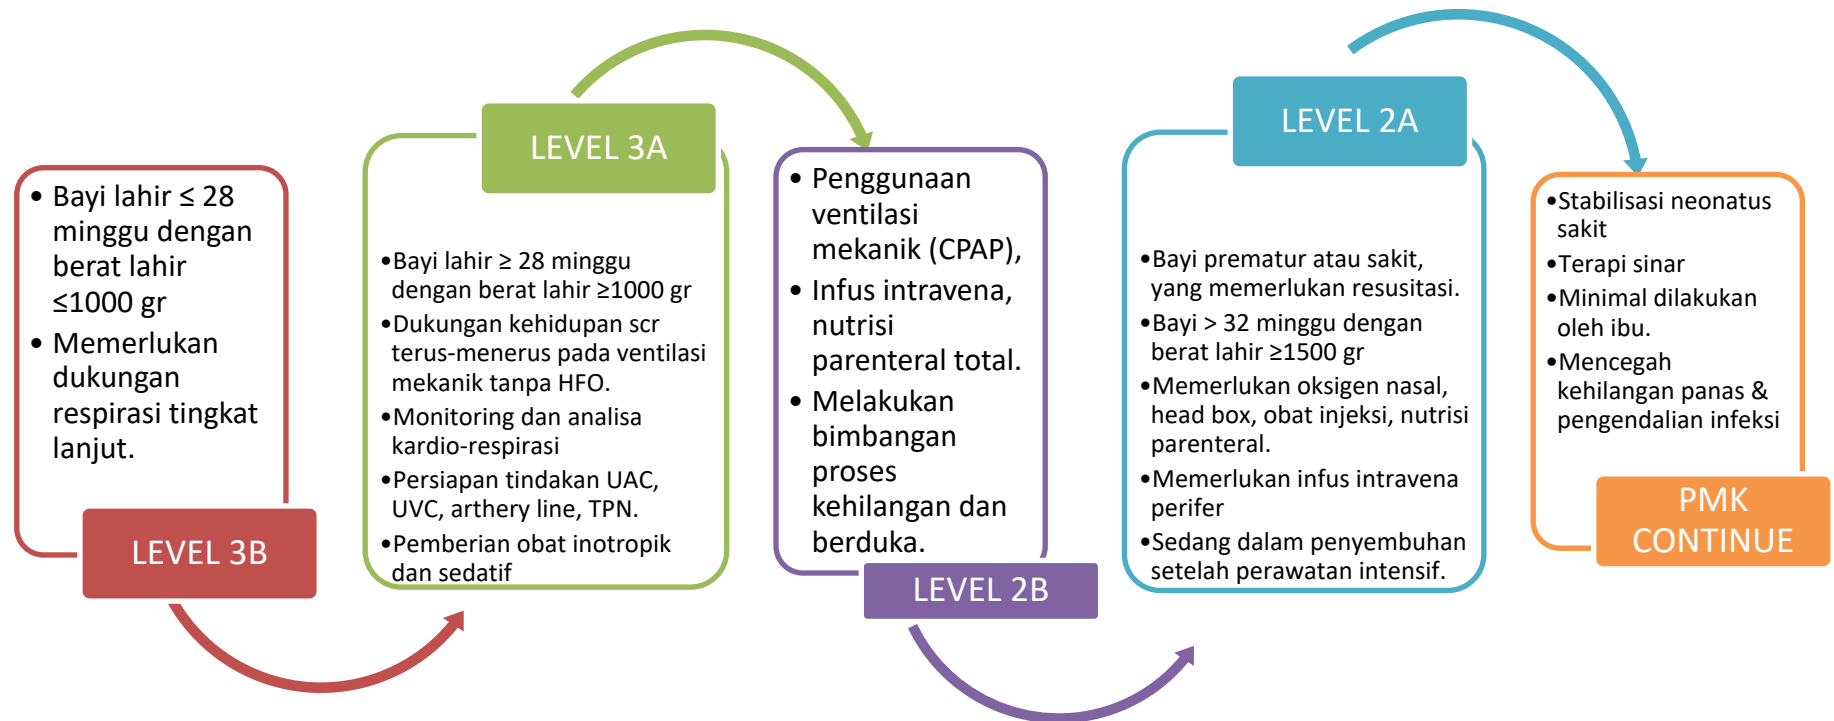 • Bayi lahir ≤ 28
minggu dengan
berat lahir
≤1000 gr
• Memerlukan
dukungan
respirasi tingkat
lanjut.
LEVEL 3B
LEVEL 3A
•Bayi lahir ≥ 28 minggu
dengan berat lahir ≥1000 gr
•Dukungan kehidupan scr
terus-menerus pada ventilasi
mekanik tanpa HFO.
•Monitoring dan analisa
kardio-respirasi
•Persiapan tindakan UAC,
UVC, arthery line, TPN.
•Pemberian obat inotropik
dan sedatif
• Penggunaan
ventilasi
mekanik (CPAP),
• Infus intravena,
nutrisi
parenteral total.
• Melakukan
bimbangan
proses
kehilangan dan
berduka.
LEVEL 2B
LEVEL 2A
•Bayi prematur atau sakit,
yang memerlukan resusitasi.
•Bayi > 32 minggu dengan
berat lahir ≥1500 gr
•Memerlukan oksigen nasal,
head box, obat injeksi, nutrisi
parenteral.
•Memerlukan infus intravena
perifer
•Sedang dalam penyembuhan
setelah perawatan intensif.
•Stabilisasi neonatus
sakit
•Terapi sinar
•Minimal dilakukan
oleh ibu.
•Mencegah
kehilangan panas &
pengendalian infeksi
PMK
CONTINUE